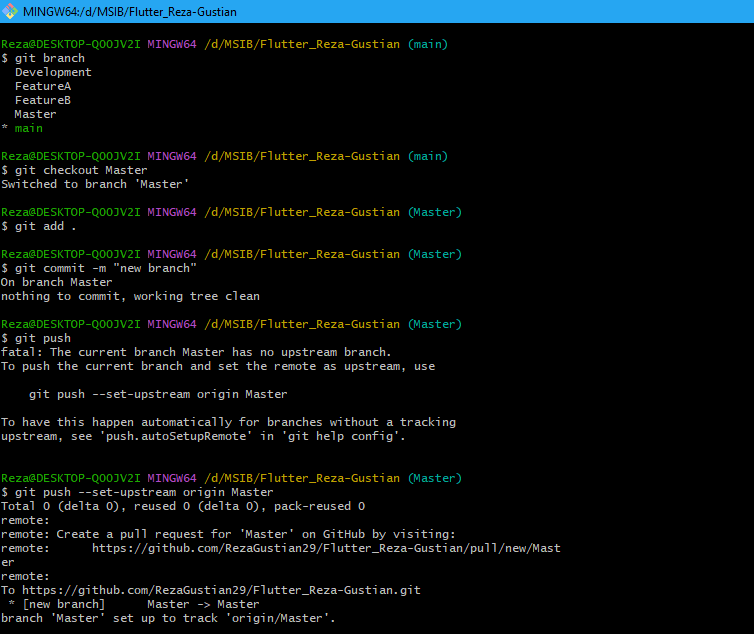 MINGW64:/d/MSIB/Flutter_Reza-Gustian
Reza@DESKTOP-QOOJV2I MINGW64 /d/MSIB/Flutter_Reza-Gustian (main)
$ git branch
  Development
  FeatureA
  FeatureB
  Master
* main
Reza@DESKTOP-QOOJV2I MINGW64 /d/MSIB/Flutter_Reza-Gustian (main)
$ git checkout Master
Switched to branch 'Master'
Reza@DESKTOP-QOOJV2I MINGW64 /d/MSIB/Flutter_Reza-Gustian (Master)
$ git add .
Reza@DESKTOP-QOOJV2I MINGW64 /d/MSIB/Flutter_Reza-Gustian (Master)
$ git commit -m "new branch"
On branch Master
nothing to commit, working tree clean
Reza@DESKTOP-QOOJV2I MINGW64 /d/MSIB/Flutter_Reza-Gustian (Master)
$ git push
fatal: The current branch Master has no upstream branch.
To push the current branch and set the remote as upstream, use
    git push --set-upstream origin Master
To have this happen automatically for branches without a tracking
upstream, see 'push.autoSetupRemote' in 'git help config'.
Reza@DESKTOP-QOOJV2I MINGW64 /d/MSIB/Flutter_Reza-Gustian (Master)
$ git push --set-upstream origin Master
Total 0 (delta 0), reused 0 (delta 0), pack-reused 0
remote:
remote: Create a pull request for 'Master' on GitHub by visiting:
remote:      https://github.com/RezaGustian29/Flutter_Reza-Gustian/pull/new/Mast
er
remote:
To https://github.com/RezaGustian29/Flutter_Reza-Gustian.git
 * [new branch]      Master -> Master
branch 'Master' set up to track 'origin/Master'.